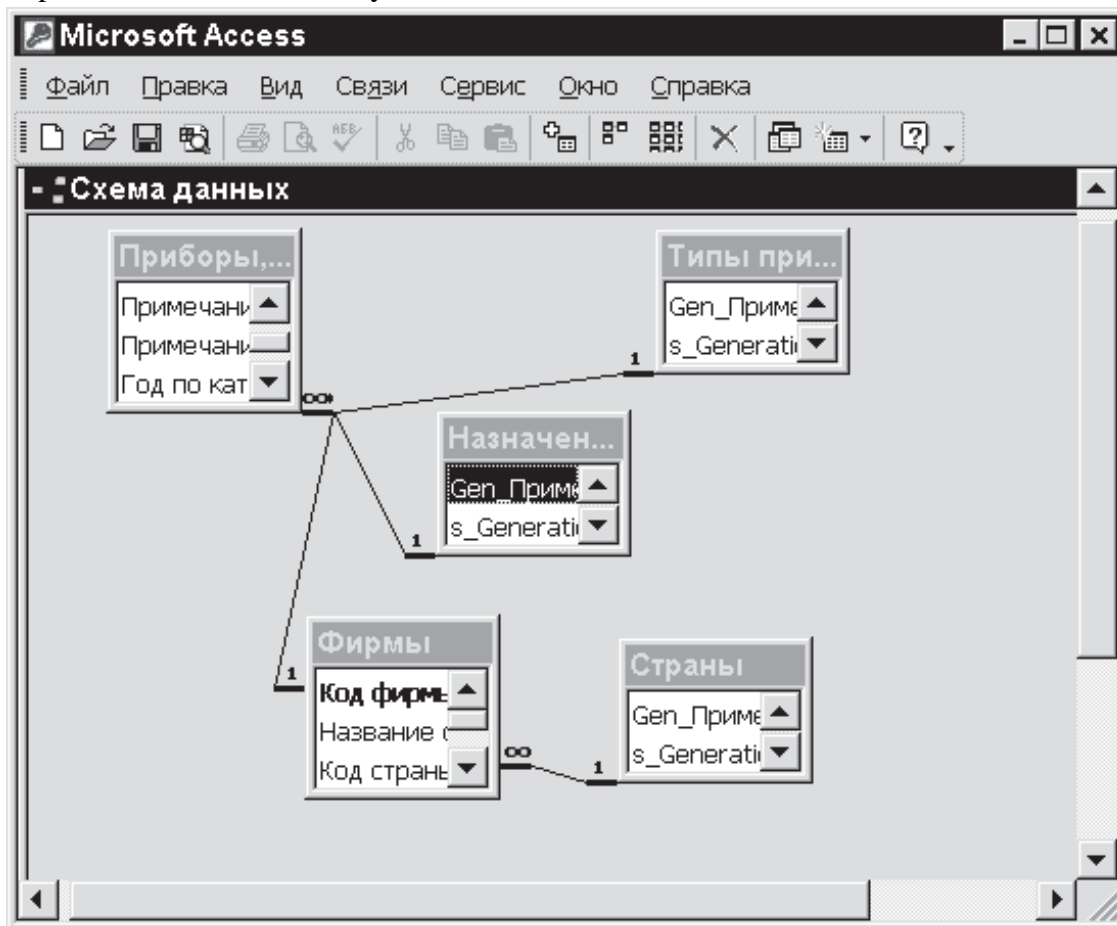 Microsoft Access
Файл Правка Вид Связи Сервис Окно Справка
Схема данных
Приборы,...
Примечани
Примечани
Год по кат
∞
Типы при...
Gen_Приме
s_Generati
1
Назначен...
Gen_Приме
s_Generati
1
Фирмы
Код фирмы
Название с
Код страны
1
∞
Страны
Gen_Приме
s_Generati
1